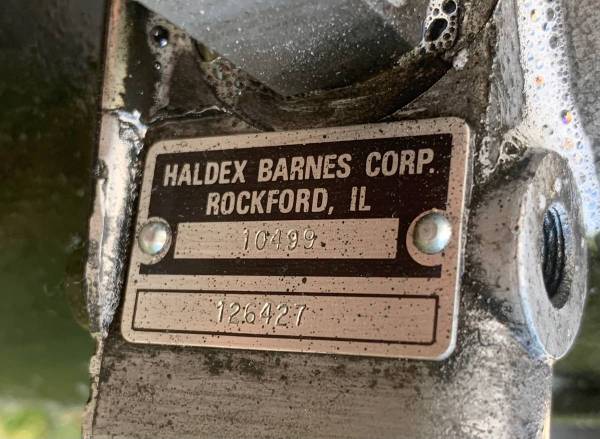 HALDEX BARNES CORP.
ROCKFORD, IL
10499
126427